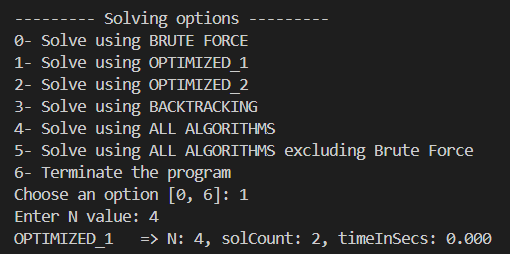 --------- Solving options ---------
0- Solve using BRUTE FORCE
1- Solve using OPTIMIZED_1
2- Solve using OPTIMIZED_2
3- Solve using BACKTRACKING
4- Solve using ALL ALGORITHMS
5- Solve using ALL ALGORITHMS excluding Brute Force
6- Terminate the program
Choose an option [0, 6]: 1
Enter N value: 4
OPTIMIZED_1   => N: 4, solCount: 2, timeInSecs: 0.000